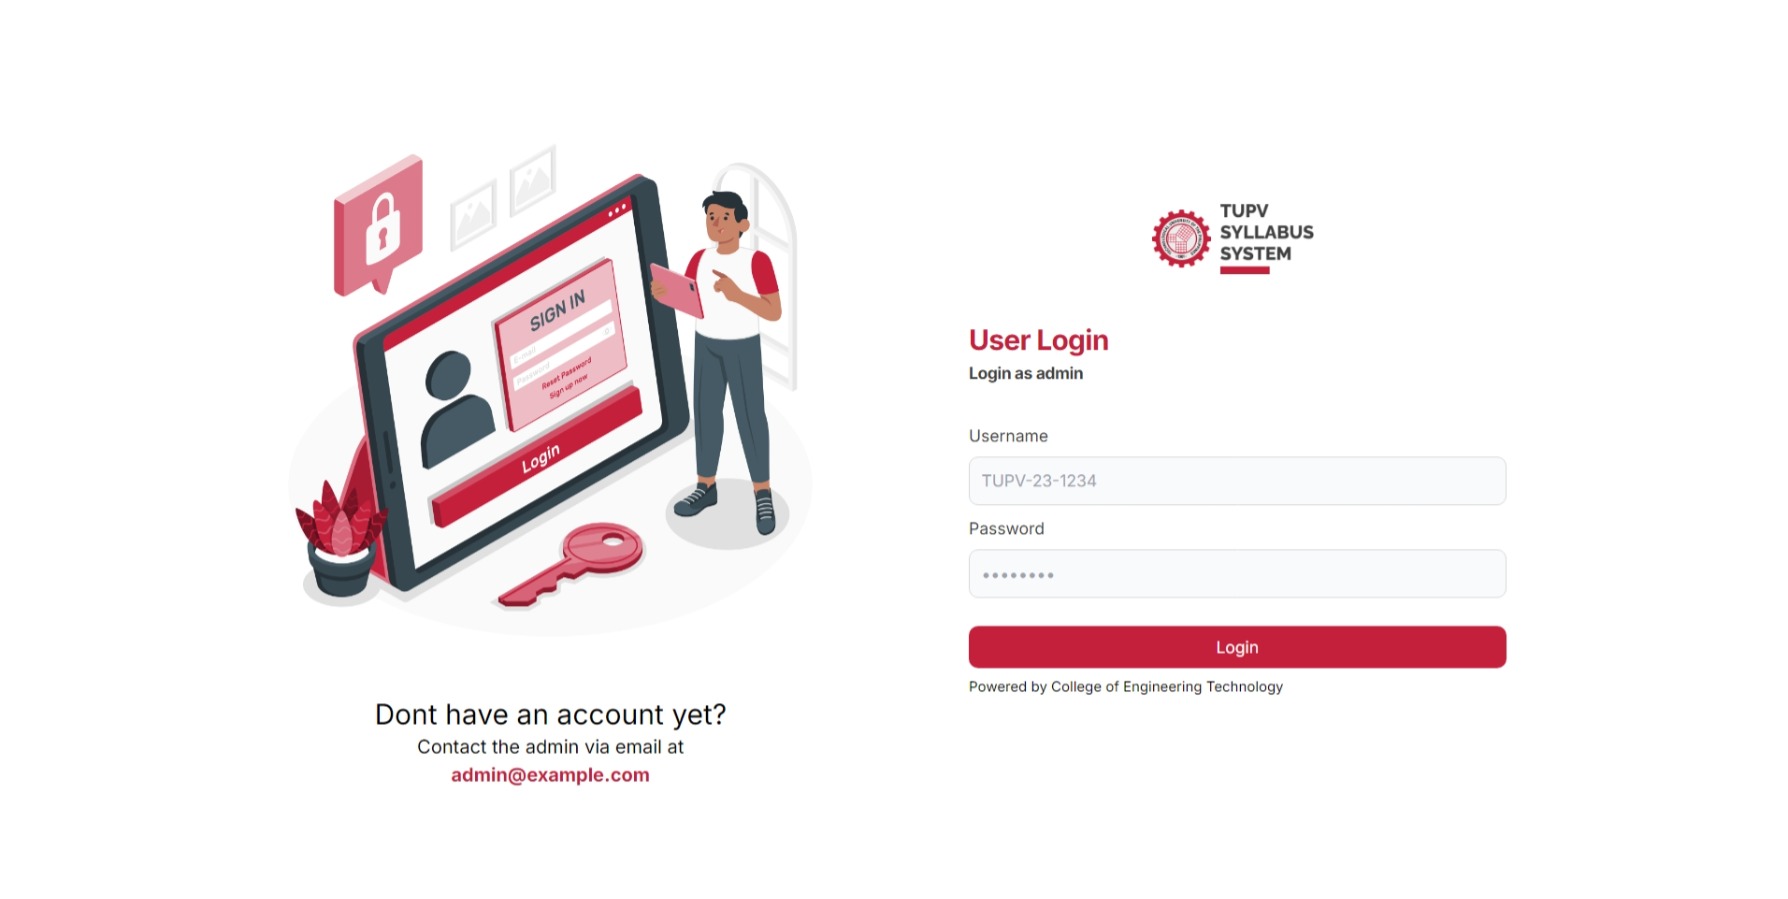 SIGN IN
E-mail
Password
Reset Password
Sign up now
Login
Dont have an account yet?
Contact the admin via email at
admin@example.com
TUPV
SYLLABUS
SYSTEM
User Login
Login as admin
Username
TUPV-23-1234
Password
Login
Powered by College of Engineering Technology